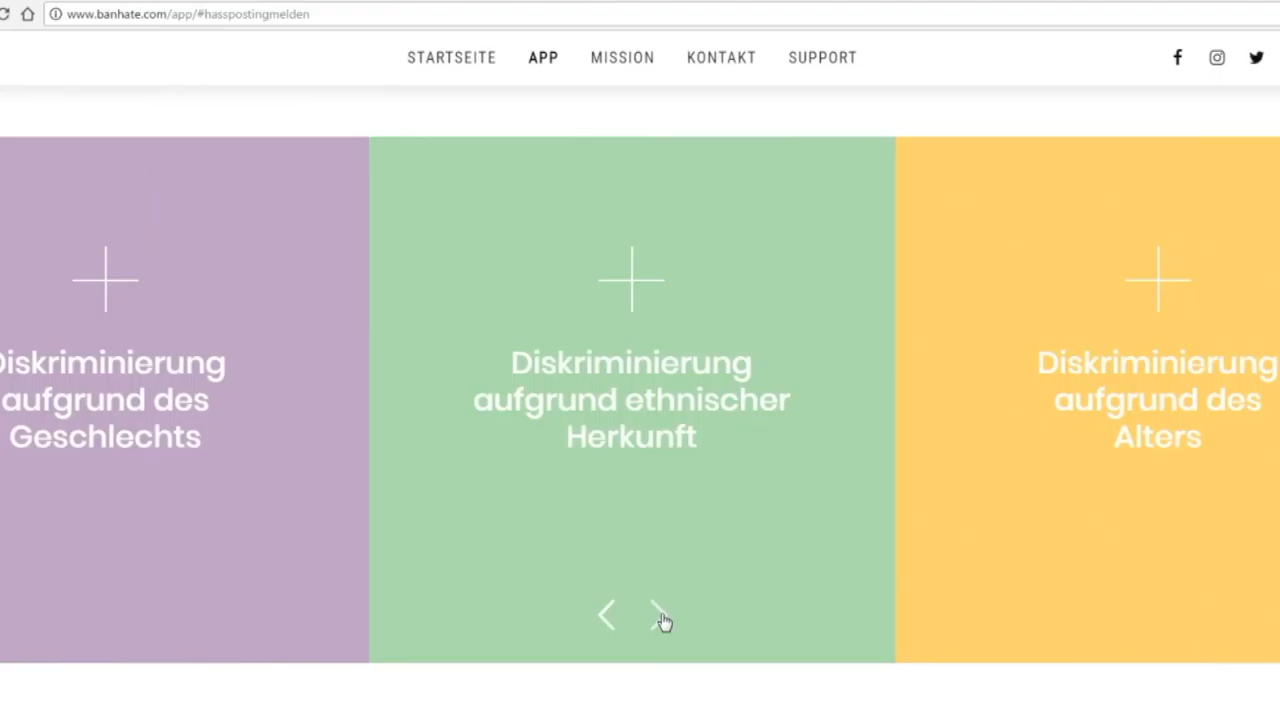 www.banhate.com/app/#hasspostingmelden
STARTSEITE APP MISSION KONTAKT SUPPORT
Diskriminierung
aufgrund des
Geschlechts
Diskriminierung
aufgrund ethnischer
Herkunft
Diskriminierung
aufgrund des
Alters